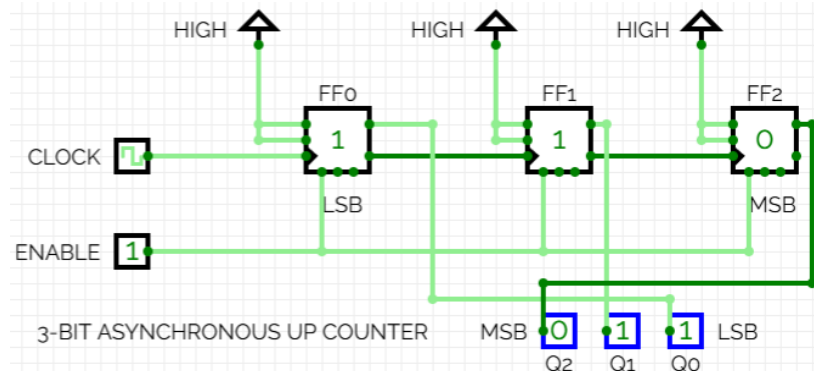 HIGH HIGH HIGH
FF0 FF1 FF2
1 1 0
CLOCK
LSB MSB
ENABLE 1
3-BIT ASYNCHRONOUS UP COUNTER MSB 0 1 1 LSB
Q2 Q1 Q0